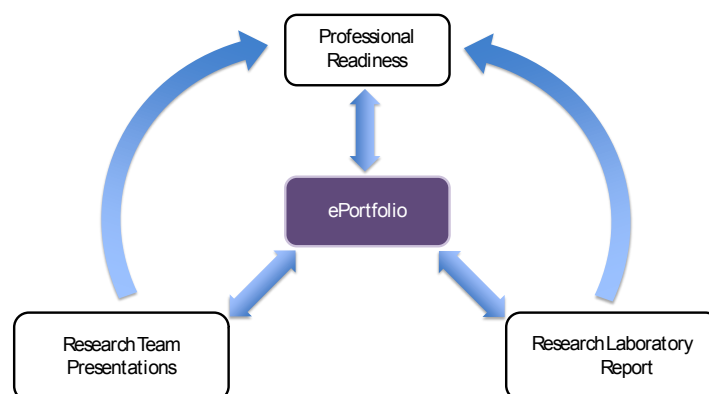 Professional
Readiness
ePortfolio
Research Team
Presentations
Research Laboratory
Report